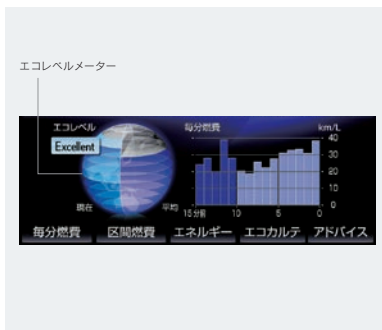 エコレベルメーター
エコレベル
Excellent
現在
平均
毎分燃費
km/L
40
30
20
10
0
15分前
10
5
0
毎分燃費 区間燃費 エネルギー エコカルテ アドバイス